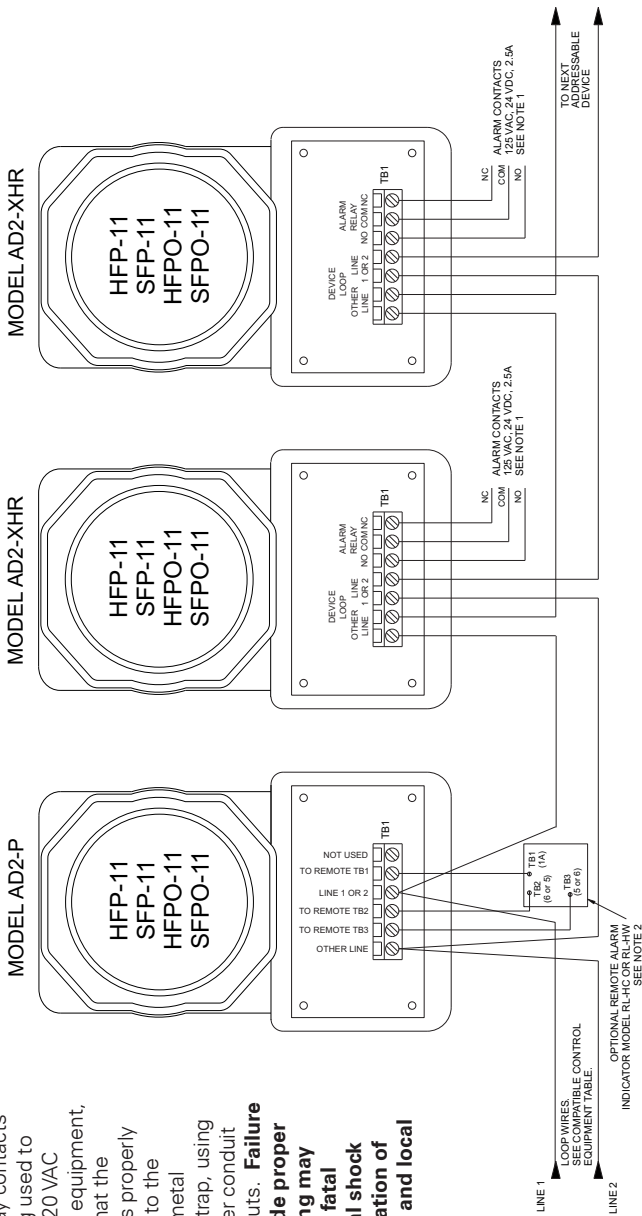 ay contacts
g used to
20 VAC
equipment,
hat the
s properly
to the
metal
trap, using
er conduit
uts. Failure
de proper
ng may
fatal
al shock
ation of
and local
MODEL AD2-P
HFP-11
SFP-11
HFPO-11
SFPO-11
NOT USED
TO REMOTE TB1
LINE 1 OR 2
TO REMOTE TB2
TO REMOTE TB3
OTHER LINE
TB1
TB1
(1A)
TB2
(6 or 5)
TB3
(5 or 6)
OPTIONAL REMOTE ALARM
INDICATOR MODEL RL-HC OR RL-HW
SEE NOTE 2
LINE 1
LOOP WIRES.
SEE COMPATIBLE CONTROL
EQUIPMENT TABLE.
LINE 2
MODEL AD2-XHR
HFP-11
SFP-11
HFPO-11
SFPO-11
DEVICE
LOOP
OTHER LINE
LINE 1 OR 2
ALARM
RELAY
NO COM NC
TB1
NC
COM
NO
ALARM CONTACTS
125 VAC, 24 VDC, 2.5A
SEE NOTE 1
MODEL AD2-XHR
HFP-11
SFP-11
HFPO-11
SFPO-11
DEVICE
LOOP
OTHER LINE
LINE 1 OR 2
ALARM
RELAY
NO COM NC
TB1
NC
COM
NO
ALARM CONTACTS
125 VAC, 24 VDC, 2.5A
SEE NOTE 1
TO NEXT
ADDRESSABLE
DEVICE